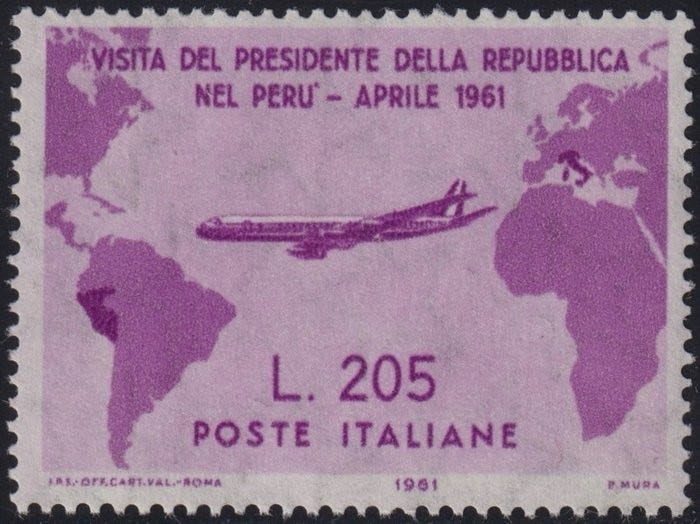 VISITA DEL PRESIDENTE DELLA REPUBBLICA
NEL PERU' - APRILE 1961
L. 205
POSTE ITALIANE
I.P.S.-OFF.CART.VAL.-ROMA 1961 P. MURA